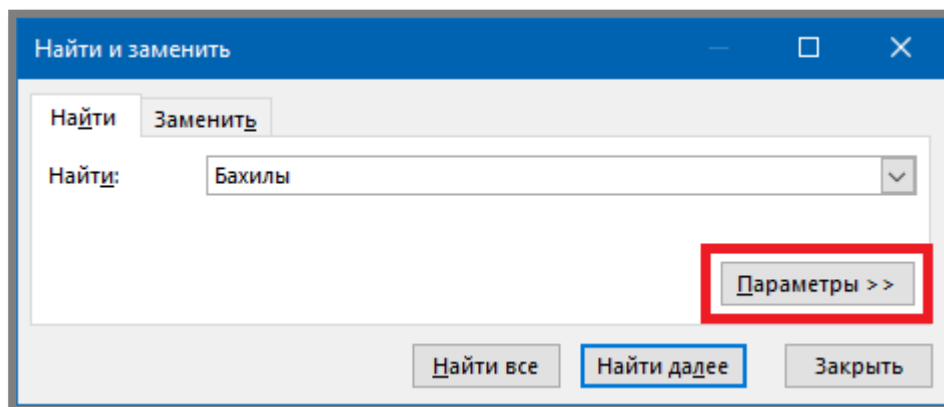 Найти и заменить
Найти Заменить
Найти: Бахилы
Параметры >>
Найти все Найти далее Закрыть